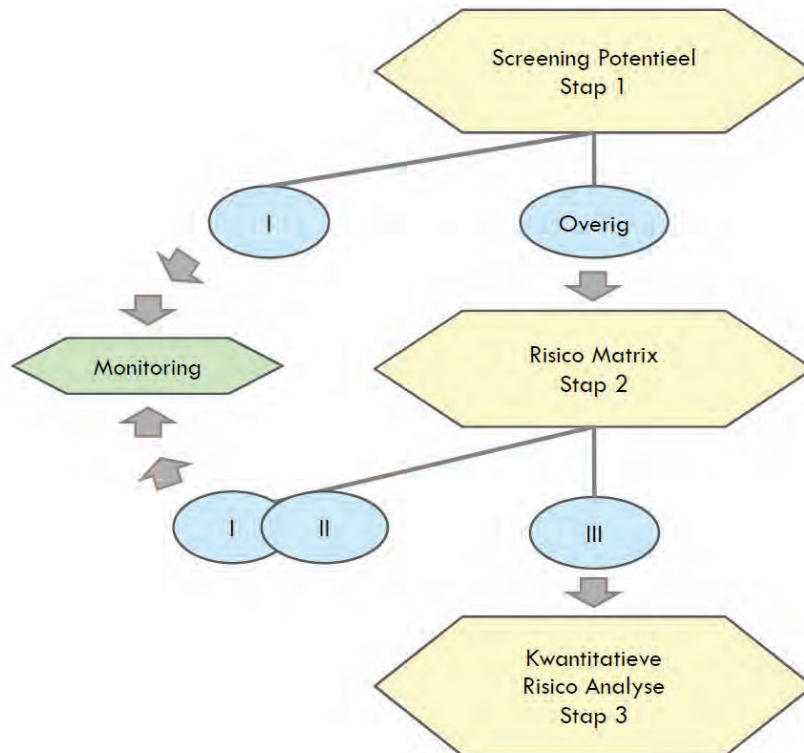 Screening Potentieel
Stap 1
I
Overig
Monitoring
Risico Matrix
Stap 2
I
II
III
Kwantitatieve
Risico Analyse
Stap 3